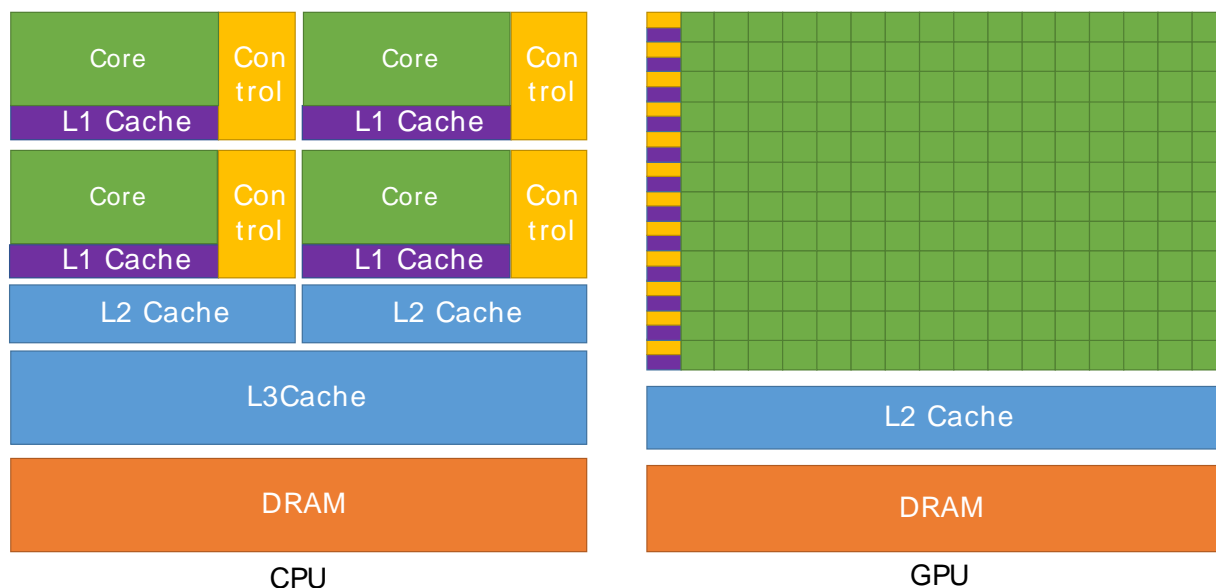 Core
Con
trol
Core
Con
trol
L1 Cache
L1 Cache
Core
Con
trol
Core
Con
trol
L1 Cache
L1 Cache
L2 Cache
L2 Cache
L3Cache
DRAM
CPU
L2 Cache
DRAM
GPU